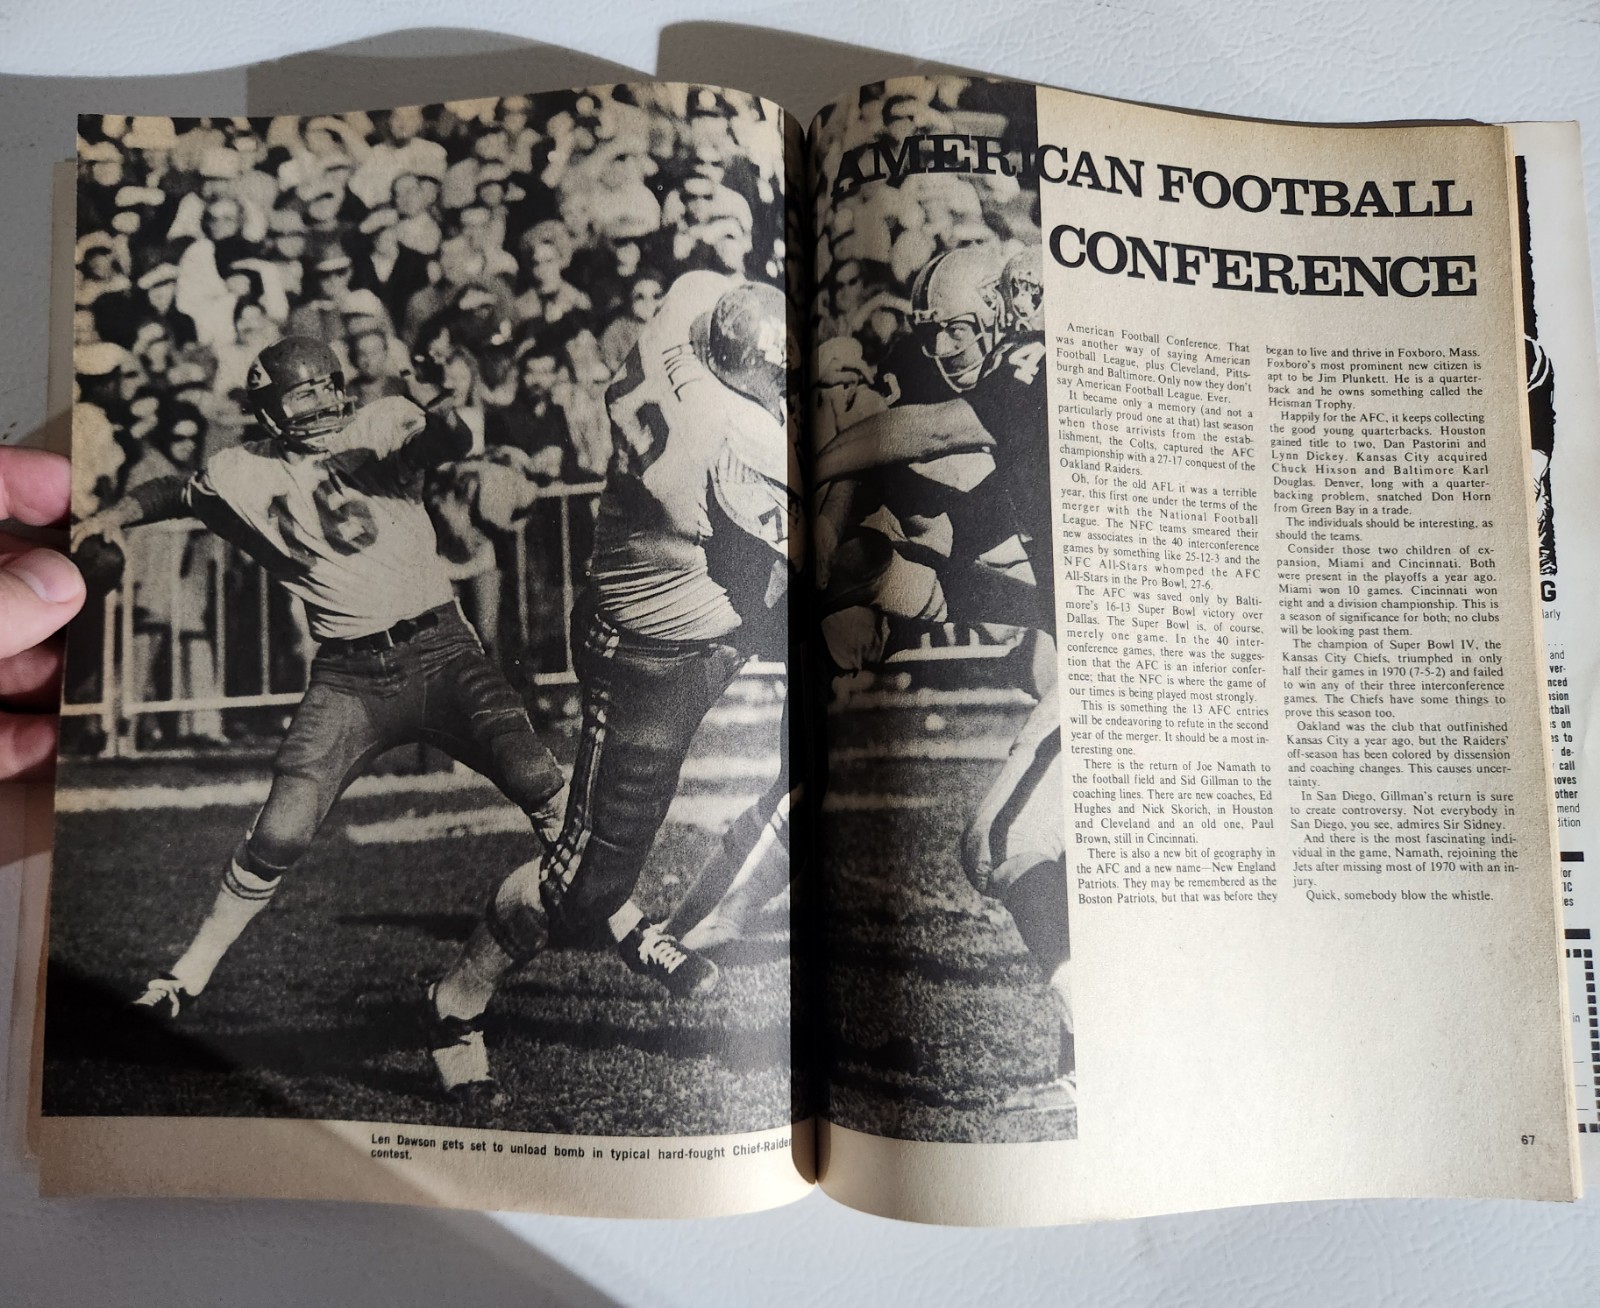 AMERICAN FOOTBALL
CONFERENCE
American Football Conference. That
was another way of saying American
Football League, plus Cleveland, Pitts-
burgh and Baltimore. Only now they don't
say American Football League. Ever.
It became only a memory (and not a
particularly proud one at that) last season
when those arrivists from the estab-
lishment, the Colts, captured the AFC
championship with a 27-17 conquest of the
Oakland Raiders.
Oh, for the old AFL it was a terrible
year, this first one under the terms of the
merger with the National Football
League. The NFC teams smeared their
new associates in the 40 interconference
games by something like 25-12-3 and the
NFC All-Stars whomped the AFC
All-Stars in the Pro Bowl, 27-6.
The AFC was saved only by Balti-
more's 16-13 Super Bowl victory over
Dallas. The Super Bowl is, of course,
merely one game. In the 40 inter-
conference games, there was the sugges-
tion that the AFC is an inferior confer-
ence; that the NFC is where the game of
our times is being played most strongly.
This is something the 13 AFC entries
will be endeavoring to refute in the second
year of the merger. It should be a most in-
teresting one.
There is the return of Joe Namath to
the football field and Sid Gillman to the
coaching lines. There are new coaches, Ed
Hughes and Nick Skorich, in Houston
and Cleveland and an old one, Paul
Brown, still in Cincinnati.
There is also a new bit of geography in
the AFC and a new name—New England
Patriots. They may be remembered as the
Boston Patriots, but that was before they
began to live and thrive in Foxboro, Mass.
Foxboro's most prominent new citizen is
apt to be Jim Plunkett. He is a quarter-
back and he owns something called the
Heisman Trophy.
Happily for the AFC, it keeps collecting
the good young quarterbacks. Houston
gained title to two, Dan Pastorini and
Lynn Dickey. Kansas City acquired
Chuck Hixson and Baltimore Karl
Douglas. Denver, long with a quarter-
backing problem, snatched Don Horn
from Green Bay in a trade.
The individuals should be interesting, as
should the teams.
Consider those two children of ex-
pansion, Miami and Cincinnati. Both
were present in the playoffs a year ago.
Miami won 10 games. Cincinnati won
eight and a division championship. This is
a season of significance for both; no clubs
will be looking past them.
The champion of Super Bowl IV, the
Kansas City Chiefs, triumphed in only
half their games in 1970 (7-5-2) and failed
to win any of their three interconference
games. The Chiefs have some things to
prove this season too.
Oakland was the club that outfinished
Kansas City a year ago, but the Raiders'
off-season has been colored by dissension
and coaching changes. This causes uncer-
tainty.
In San Diego, Gillman's return is sure
to create controversy. Not everybody in
San Diego, you see, admires Sir Sidney.
And there is the most fascinating indi-
vidual in the game, Namath, rejoining the
Jets after missing most of 1970 with an in-
jury.
Quick, somebody blow the whistle.
Len Dawson gets set to unload bomb in typical hard-fought Chief-Raider
contest.
67
16
4
G